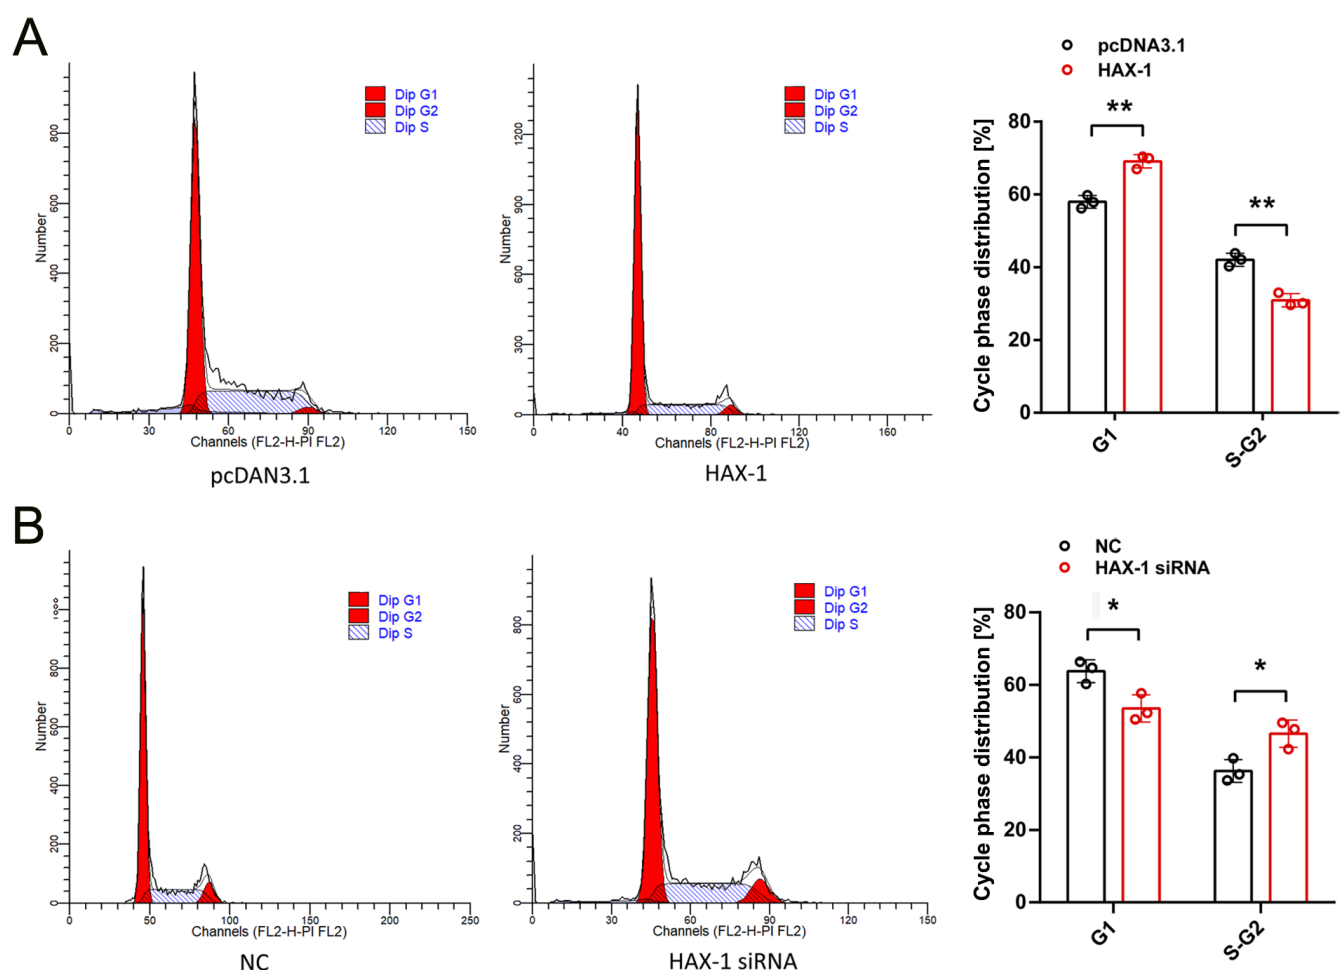 A
Dip G1
Dip G2
Dip S
Number
800
600
400
200
0
0 30 60 90 120 150
Channels (FL2-H-PI FL2)
pcDAN3.1
Dip G1
Dip G2
Dip S
Number
1200
900
600
300
0
0 40 80 120 160
Channels (FL2-H-PI FL2)
HAX-1
pcDNA3.1
HAX-1
Cycle phase distribution [%]
80
60
40
20
0
** **
G1 S-G2
B
Dip G1
Dip G2
Dip S
Number
1000
800
600
400
200
0
0 50 100 150 200 250
Channels (FL2-H-PI FL2)
NC
Dip G1
Dip G2
Dip S
Number
800
600
400
200
0
0 30 60 90 120 150
Channels (FL2-H-PI FL2)
HAX-1 siRNA
NC
HAX-1 siRNA
Cycle phase distribution [%]
80
60
40
20
0
* *
G1 S-G2